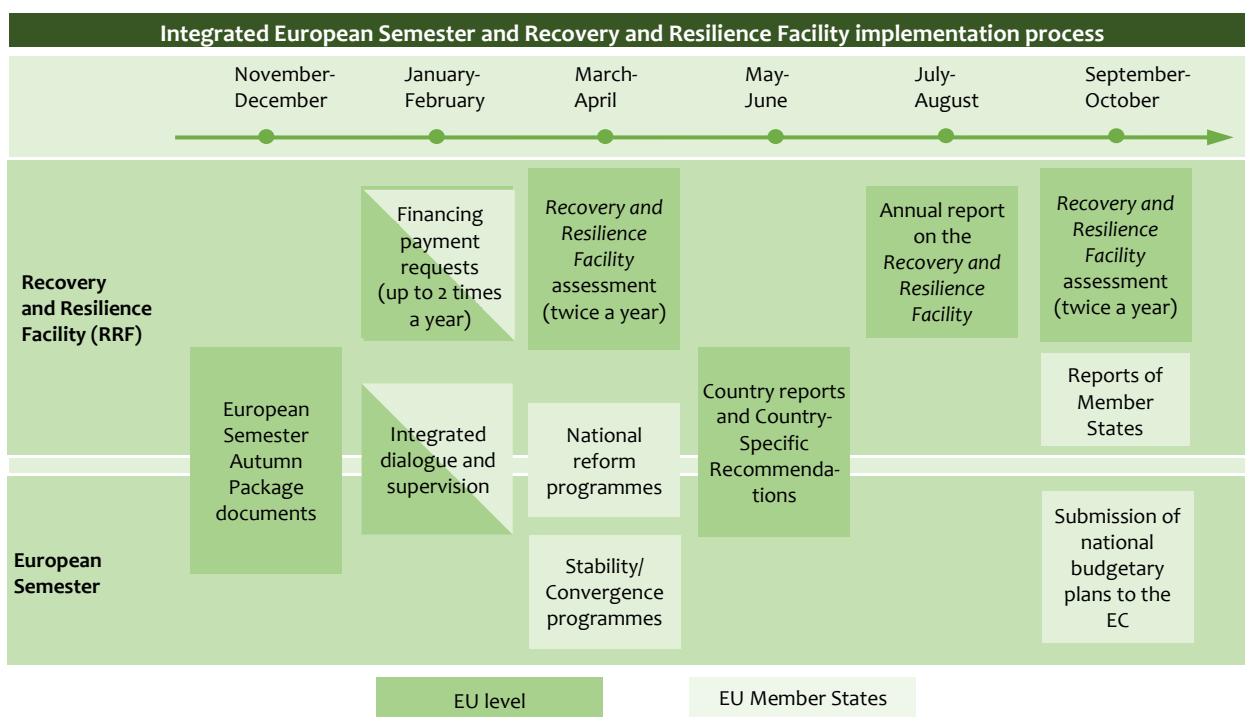 Integrated European Semester and Recovery and Resilience Facility implementation process
November-
December
January-
February
March-
April
May-
June
July-
August
September-
October
Recovery
and Resilience
Facility (RRF)
Financing
payment
requests
(up to 2 times
a year)
Recovery and
Resilience
Facility
assessment
(twice a year)
Annual report
on the
Recovery and
Resilience
Facility
Recovery and
Resilience
Facility
assessment
(twice a year)
European
Semester
Autumn
Package
documents
Integrated
dialogue and
supervision
National
reform
programmes
Country reports
and Country-
Specific
Recommenda-
tions
Reports of
Member
States
European
Semester
Stability/
Convergence
programmes
Submission of
national
budgetary
plans to the
EC
EU level
EU Member States